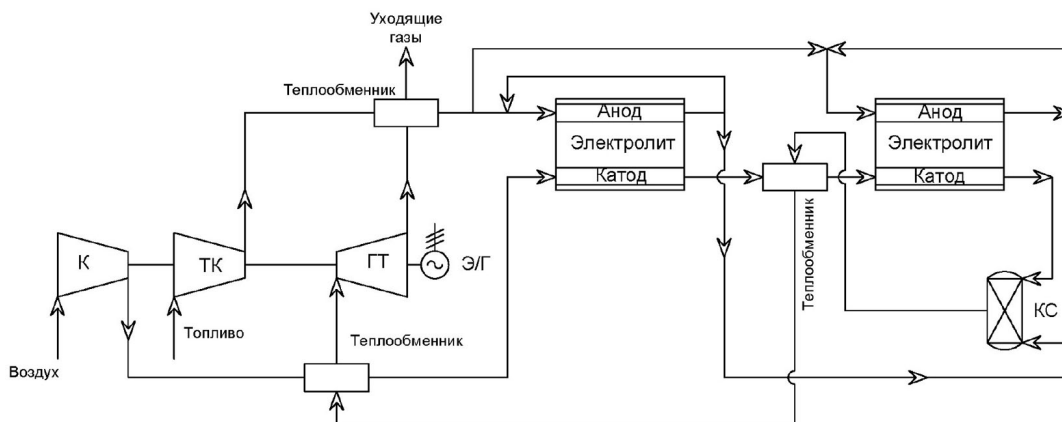 Уходящие
газы
Теплообменник
Анод
Электролит
Катод
Анод
Электролит
Катод
К
ТК
ГТ
Э/Г
Теплообменник
КС
Топливо
Теплообменник
Воздух